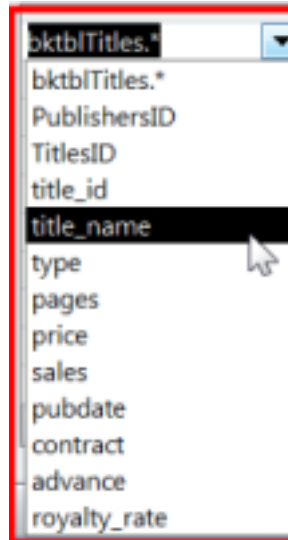 bktblTitles.*
bktblTitles.*
PublishersID
TitlesID
title_id
title_name
type
pages
price
sales
pubdate
contract
advance
royalty_rate